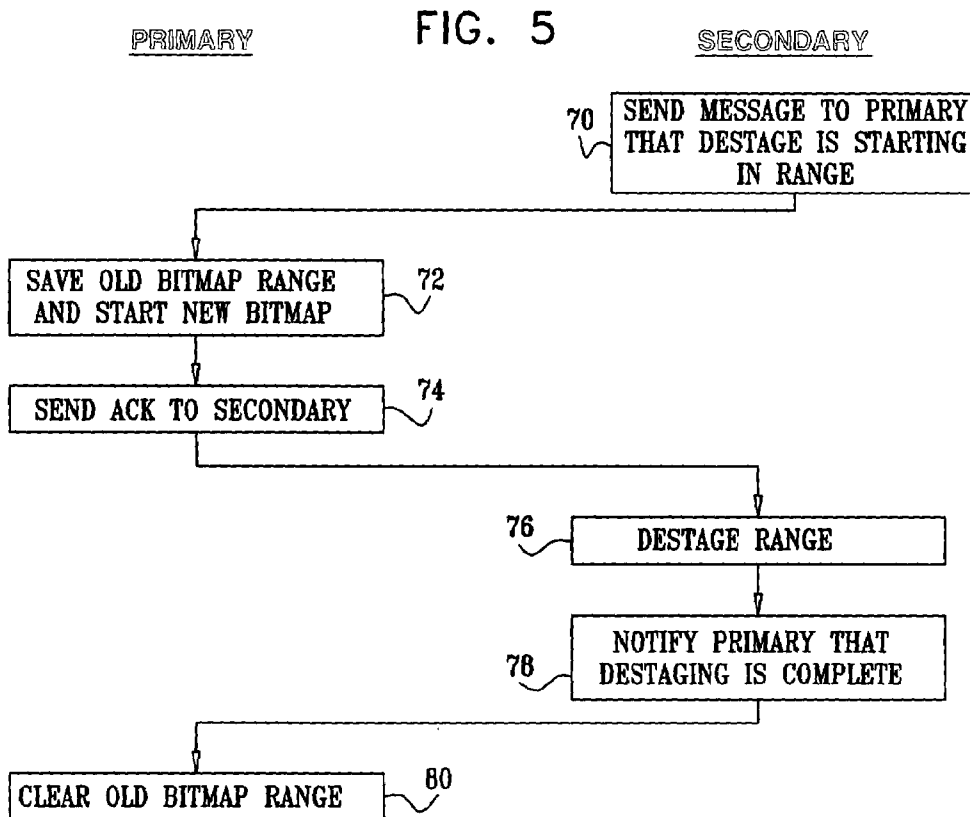 FIG. 5
PRIMARY
SECONDARY
70
SEND MESSAGE TO PRIMARY
THAT DESTAGE IS STARTING
IN RANGE
SAVE OLD BITMAP RANGE
AND START NEW BITMAP
72
SEND ACK TO SECONDARY
74
76
DESTAGE RANGE
78
NOTIFY PRIMARY THAT
DESTAGING IS COMPLETE
CLEAR OLD BITMAP RANGE
80